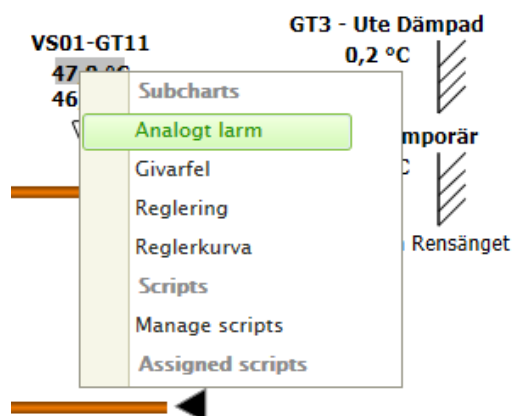 GT3 - Ute Dämpad
VS01-GT11
0,2 °C
46
Subcharts
Analogt larm
mporär
Givarfel
Reglering
Reglerkurva
Rensänget
Scripts
Manage scripts
Assigned scripts